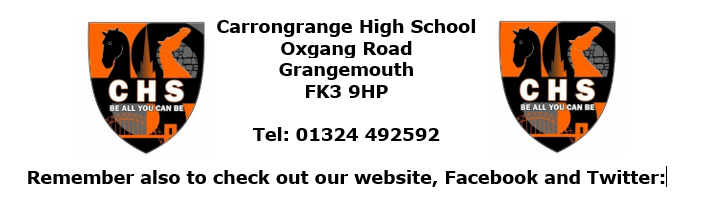 Carrongrange High School
Oxgang Road
Grangemouth
FK3 9HP
Tel: 01324 492592
CHS
BE ALL YOU CAN BE
CHS
BE ALL YOU CAN BE
Remember also to check out our website, Facebook and Twitter: